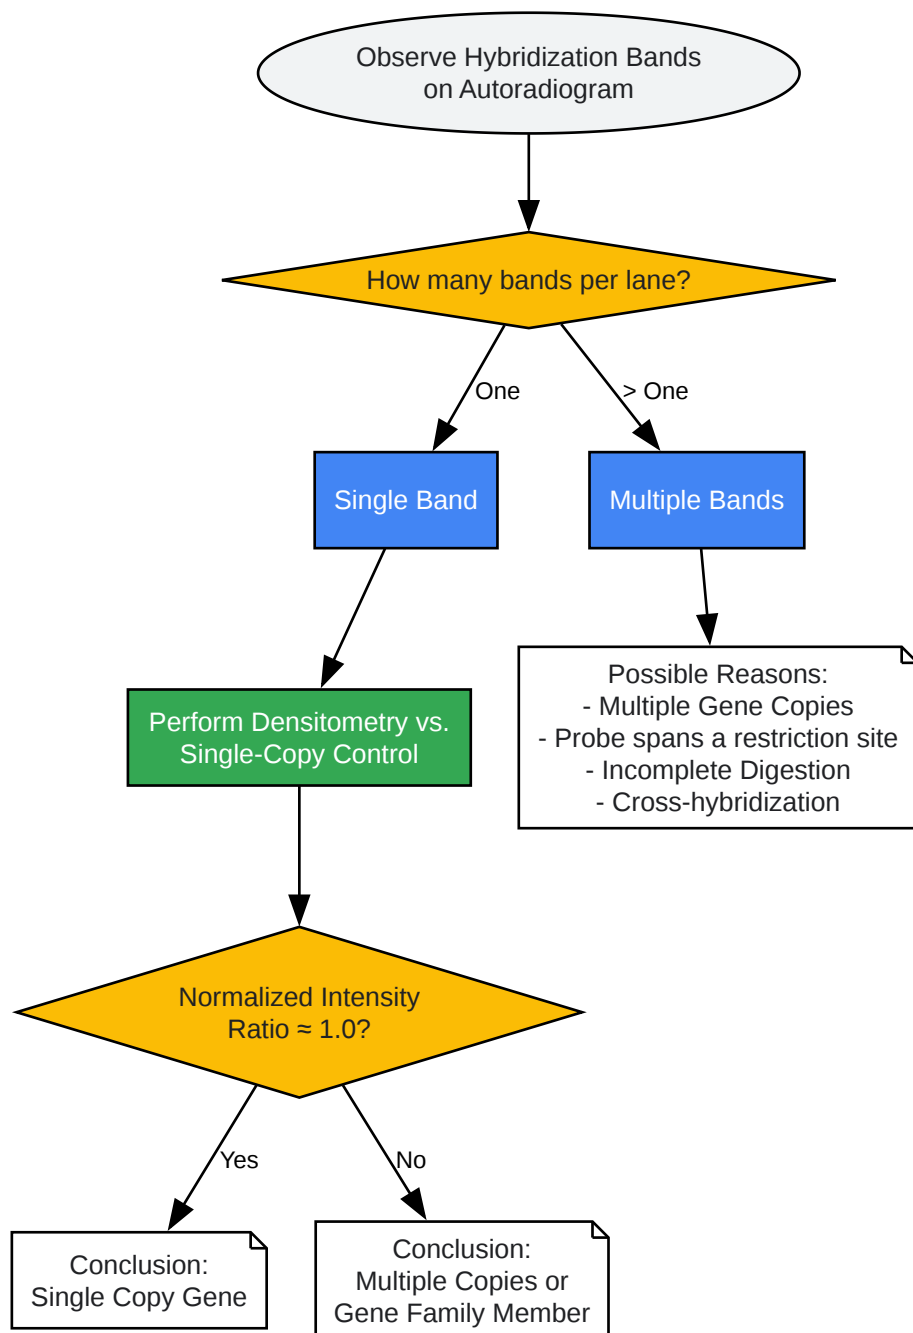 Observe Hybridization Bands
on Autoradiogram
How many bands per lane?
One
> One
Single Band
Multiple Bands
Possible Reasons:
- Multiple Gene Copies
- Probe spans a restriction site
- Incomplete Digestion
- Cross-hybridization
Perform Densitometry vs.
Single-Copy Control
Normalized Intensity
Ratio ≈ 1.0?
Yes
No
Conclusion:
Single Copy Gene
Conclusion:
Multiple Copies or
Gene Family Member